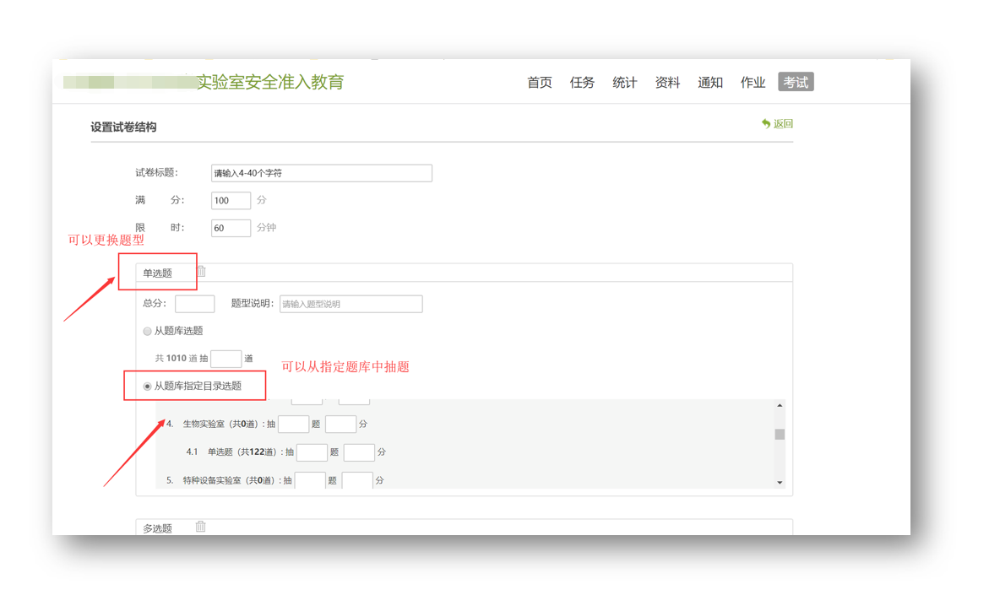 实验室安全准入教育 首页 任务 统计 资料 通知 作业 考试
设置试卷结构 返回
试卷标题： 请输入4-40个字符
满 分： 100 分
限 时： 60 分钟
可以更换题型
单选题
总分： 题型说明： 请输入题型说明
从题库选题
共 1010 道 抽 道
可以从指定题库中抽题
从题库指定目录选题
4. 生物实验室（共0道）：抽 题 分
4.1 单选题（共122道）：抽 题 分
5. 特种设备实验室（共0道）：抽 题 分
多选题